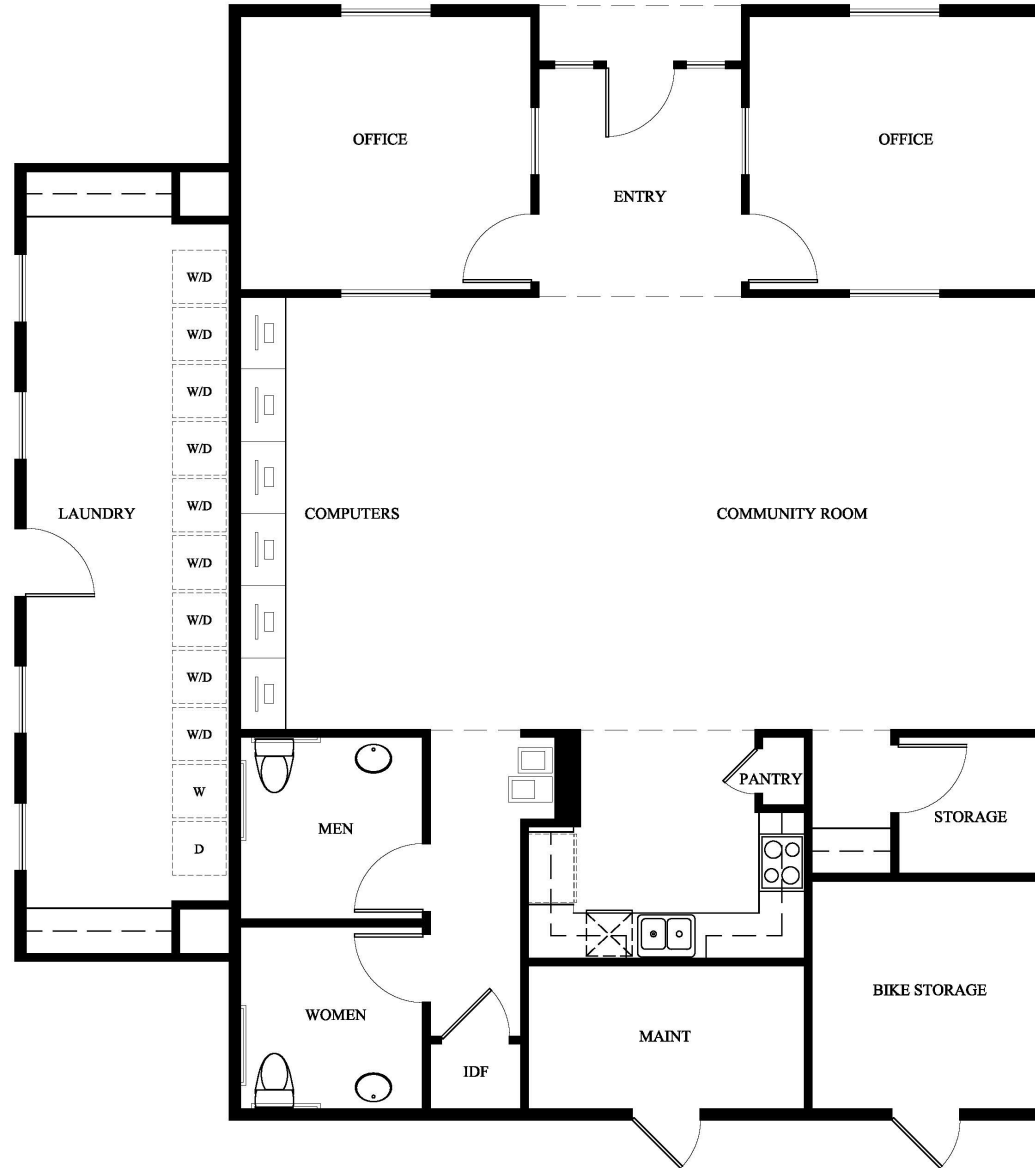 OFFICE
OFFICE
ENTRY
W/D
W/D
W/D
W/D
W/D
LAUNDRY
COMPUTERS
COMMUNITY ROOM
W/D
W/D
W/D
W/D
PANTRY
W
STORAGE
MEN
D
BIKE STORAGE
WOMEN
MAINT
IDF